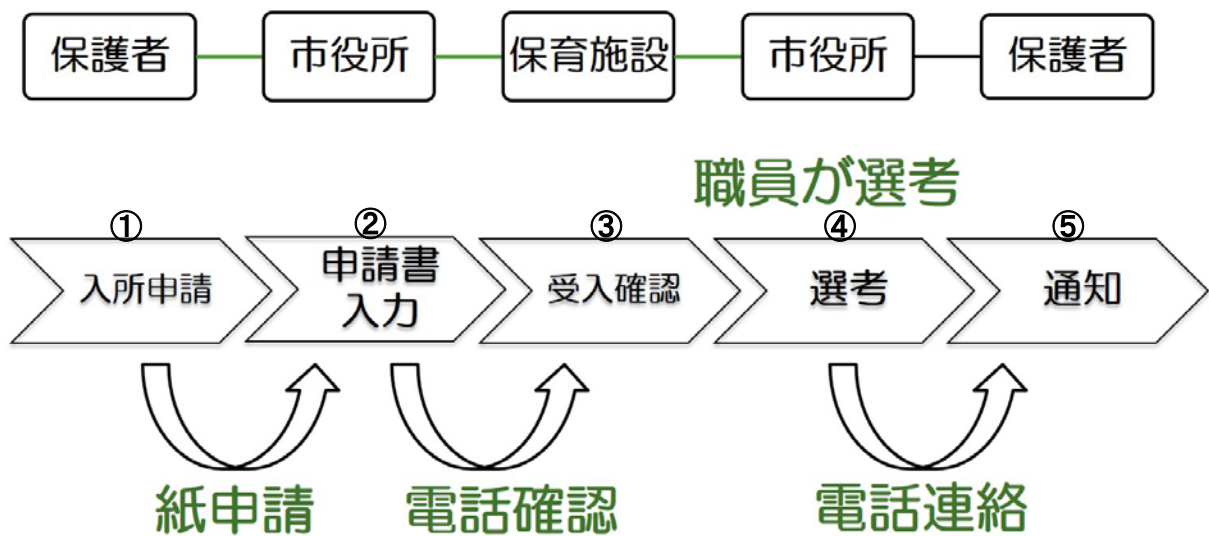 保護者
市役所
保育施設
市役所
保護者
職員が選考
①
②
③
④
⑤
入所申請
申請書
入力
受入確認
選考
通知
紙申請
電話確認
電話連絡